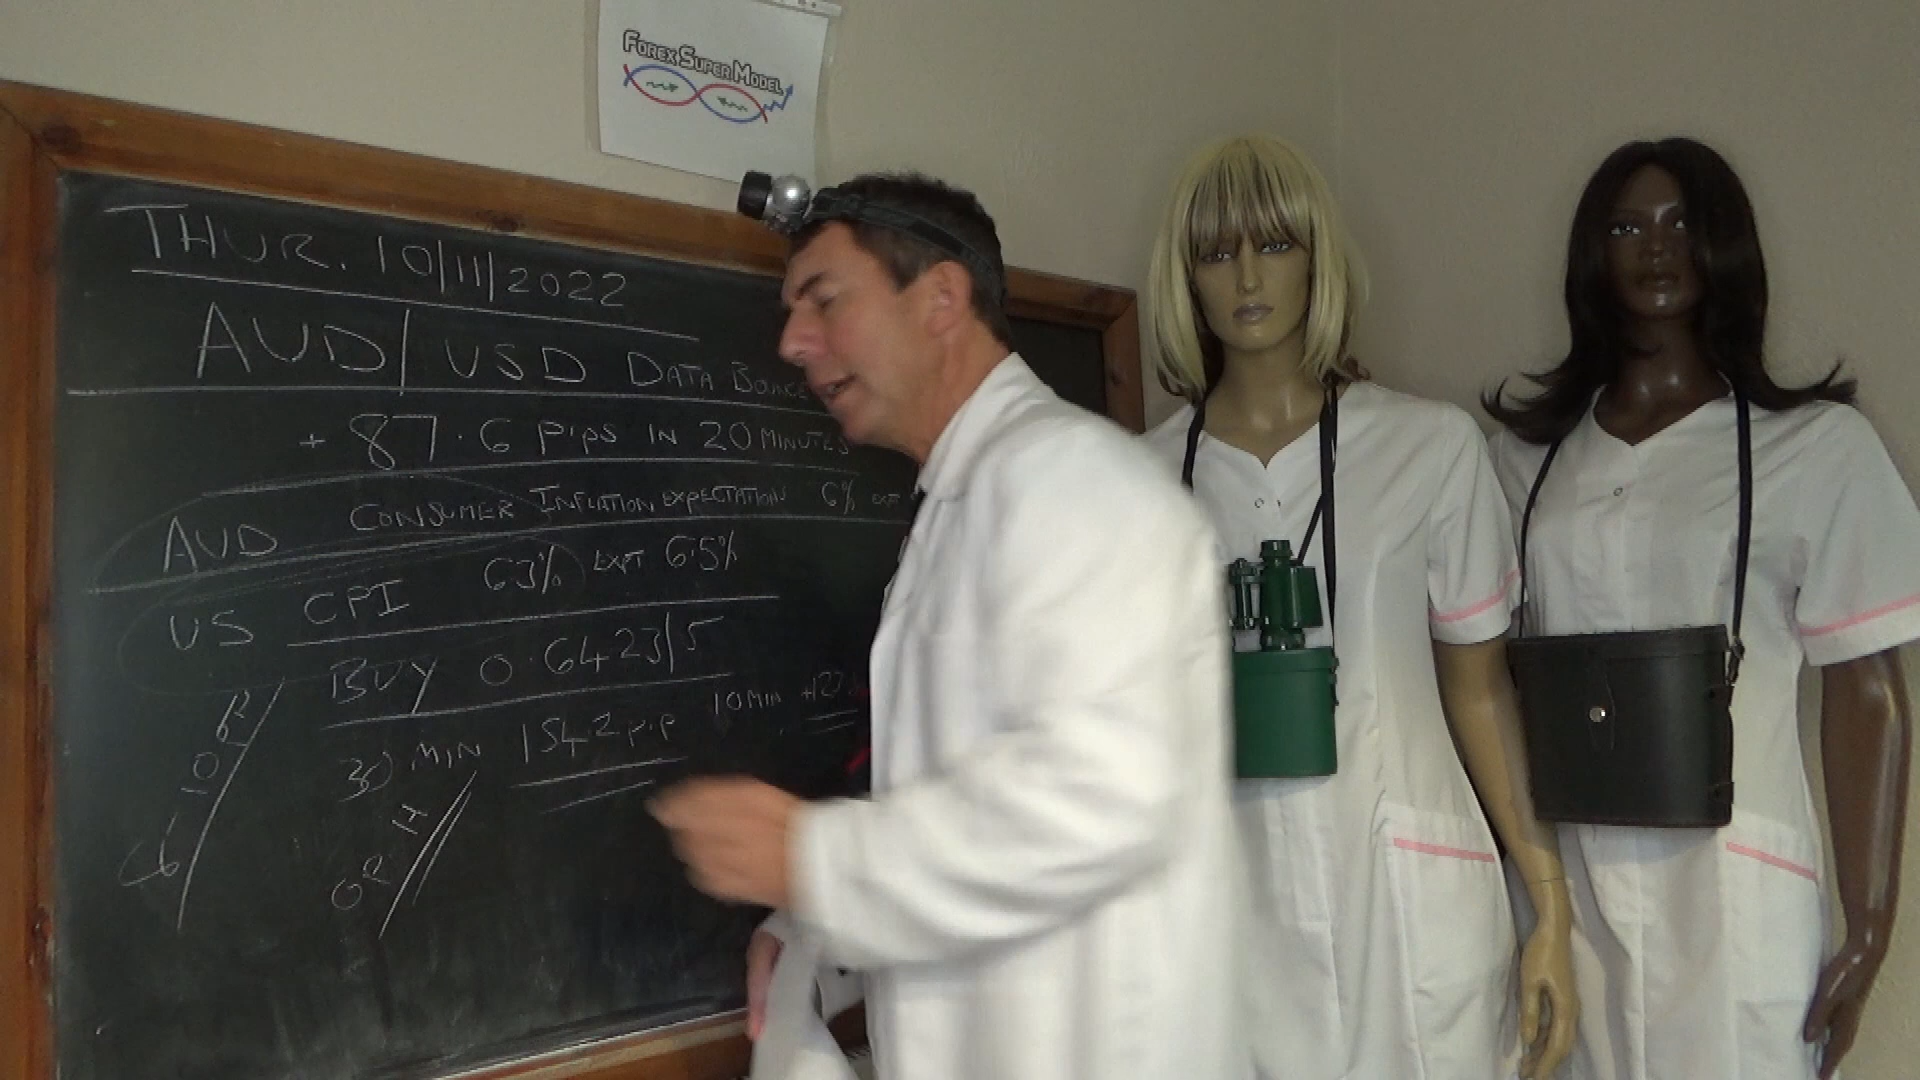 FOREX SUPER MODEL
THUR. 10/11/2022
AUD/USD DATA BOUNCE
+ 87.6 PIPS IN 20 MINUTES
AUD CONSUMER INFLATION EXPECTATIONS 6%
US CPI 6.3% EXPT 6.5%
BUY 0.6423/5
30 MIN 154.2 PIP 10 MIN